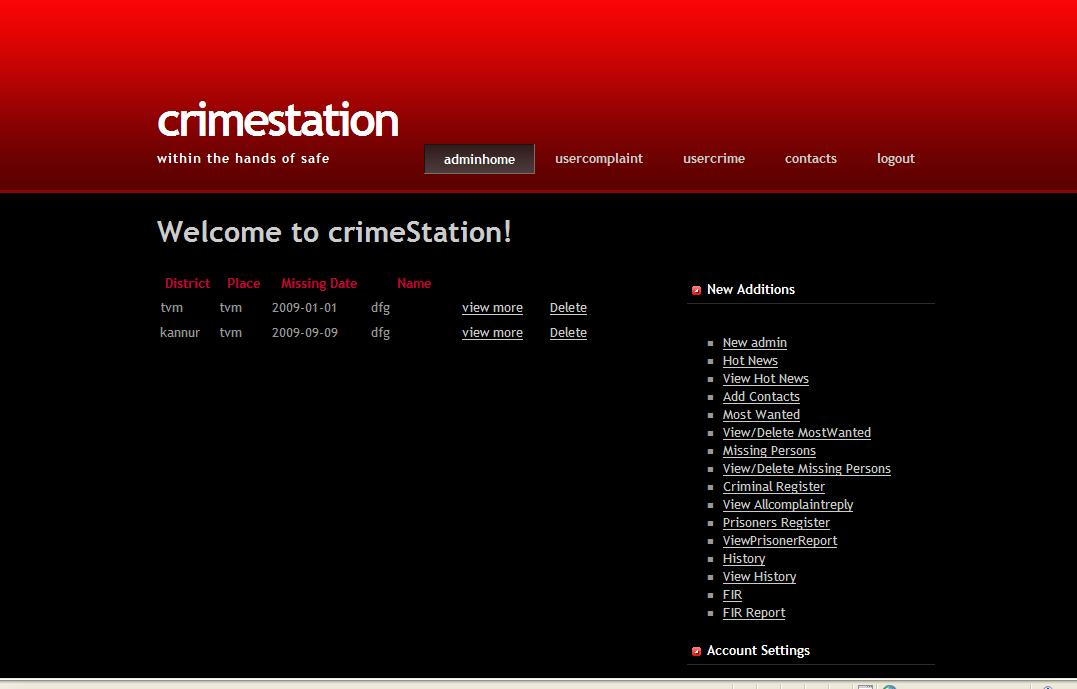 crimestation
within the hands of safe
adminhome usercomplaint usercrime contacts logout
Welcome to crimeStation!
District Place Missing Date Name
tvm tvm 2009-01-01 dfg view more Delete
kannur tvm 2009-09-09 dfg view more Delete
New Additions
New admin
Hot News
View Hot News
Add Contacts
Most Wanted
View/Delete MostWanted
Missing Persons
View/Delete Missing Persons
Criminal Register
View Allcomplaintreply
Prisoners Register
ViewPrisonerReport
History
View History
FIR
FIR Report
Account Settings